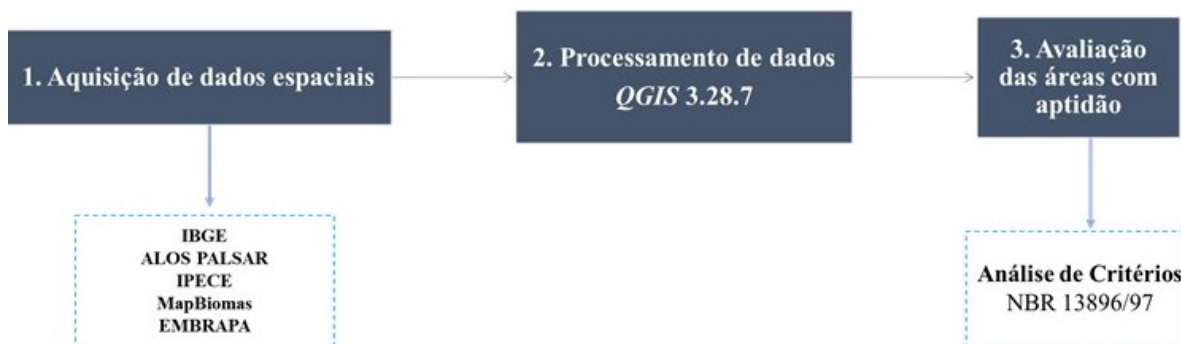 1. Aquisição de dados espaciais
2. Processamento de dados
QGIS 3.28.7
3. Avaliação
das áreas com
aptidão
IBGE
ALOS PALSAR
IPECE
MapBiomas
EMBRAPA
Análise de Critérios
NBR 13896/97